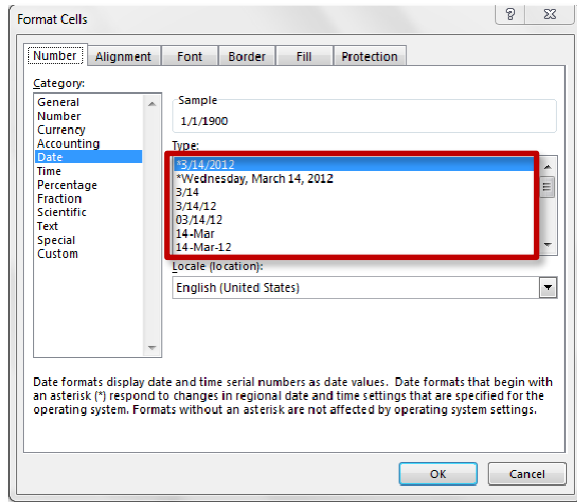 Format Cells
Number Alignment Font Border Fill Protection
Category:
General
Number
Currency
Accounting
Date
Time
Percentage
Fraction
Scientific
Text
Special
Custom
Sample
1/1/1900
Type:
*3/14/2012
*Wednesday, March 14, 2012
3/14
3/14/12
03/14/12
14-Mar
14-Mar-12
Locale (location):
English (United States)
Date formats display date and time serial numbers as date values. Date formats that begin with
an asterisk (*) respond to changes in regional date and time settings that are specified for the
operating system. Formats without an asterisk are not affected by operating system settings.
OK Cancel